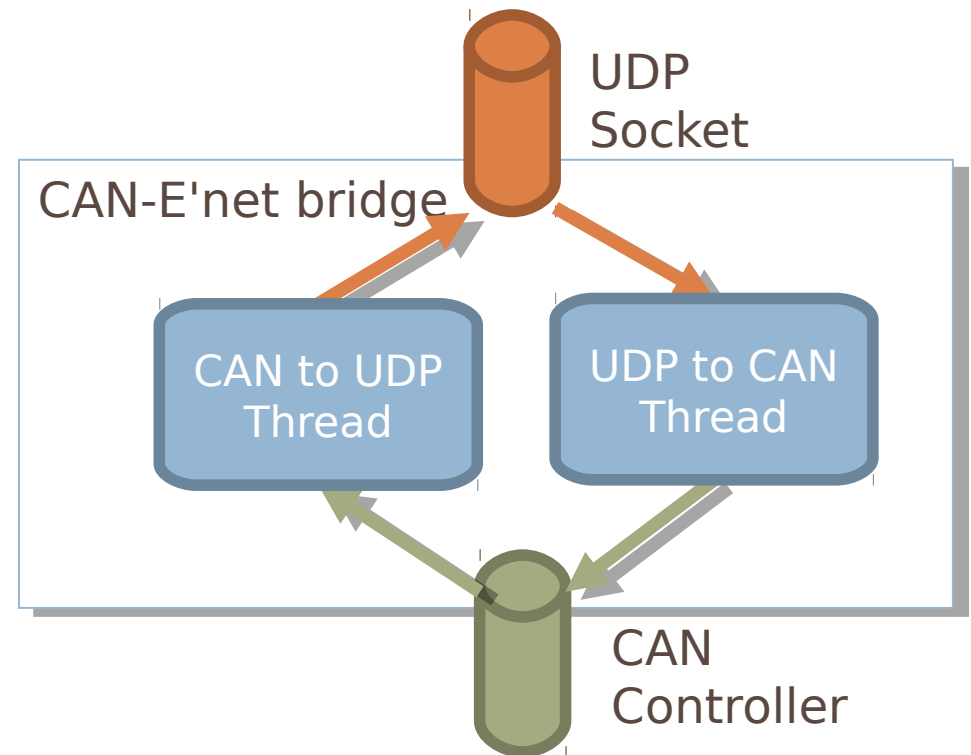 UDP
Socket
CAN-E'net bridge
CAN to UDP
Thread
UDP to CAN
Thread
CAN
Controller